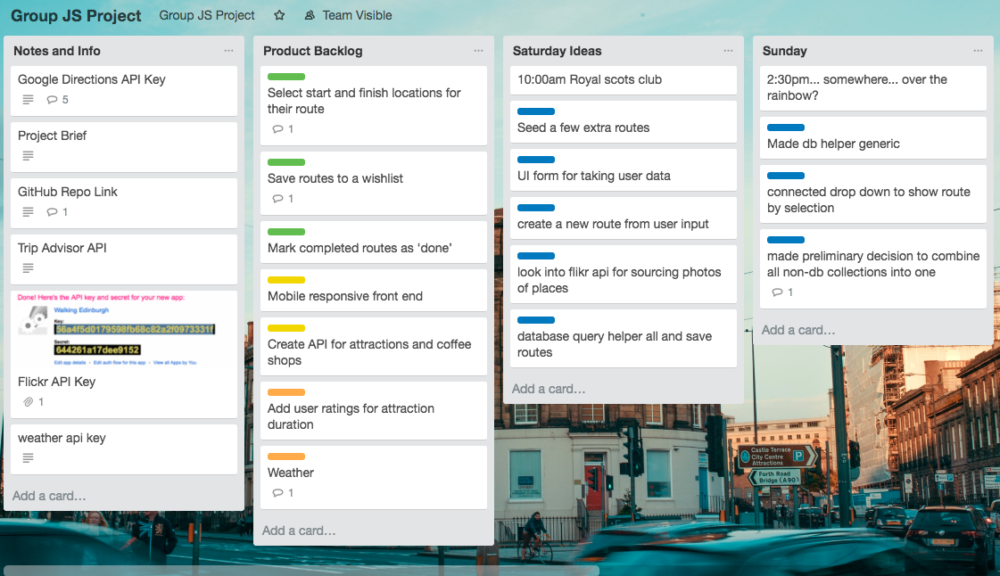 Group JS Project
Group JS Project
Team Visible
Notes and Info
Google Directions API Key
5
Project Brief
GitHub Repo Link
1
Trip Advisor API
Done! Here's the API key and secret for your new app:
Walking Edinburgh
Key:
56a4f5d0179598fb68c82a2f0973331f
Secret:
644261a17dee9152
Edit app details - Edit auth flow for this app - View all Apps by You
Flickr API Key
1
weather api key
Add a card…
Product Backlog
Select start and finish locations for
their route
1
Save routes to a wishlist
1
Mark completed routes as ‘done’
Mobile responsive front end
Create API for attractions and coffee
shops
Add user ratings for attraction
duration
Weather
1
Add a card…
Saturday Ideas
10:00am Royal scots club
Seed a few extra routes
UI form for taking user data
create a new route from user input
look into flikr api for sourcing photos
of places
database query helper all and save
routes
Add a card…
Sunday
2:30pm... somewhere... over the
rainbow?
Made db helper generic
connected drop down to show route
by selection
made preliminary decision to combine
all non-db collections into one
1
Add a card…
Castle Terrace
City Centre
Attractions
P
Forth Road
Bridge (A90)